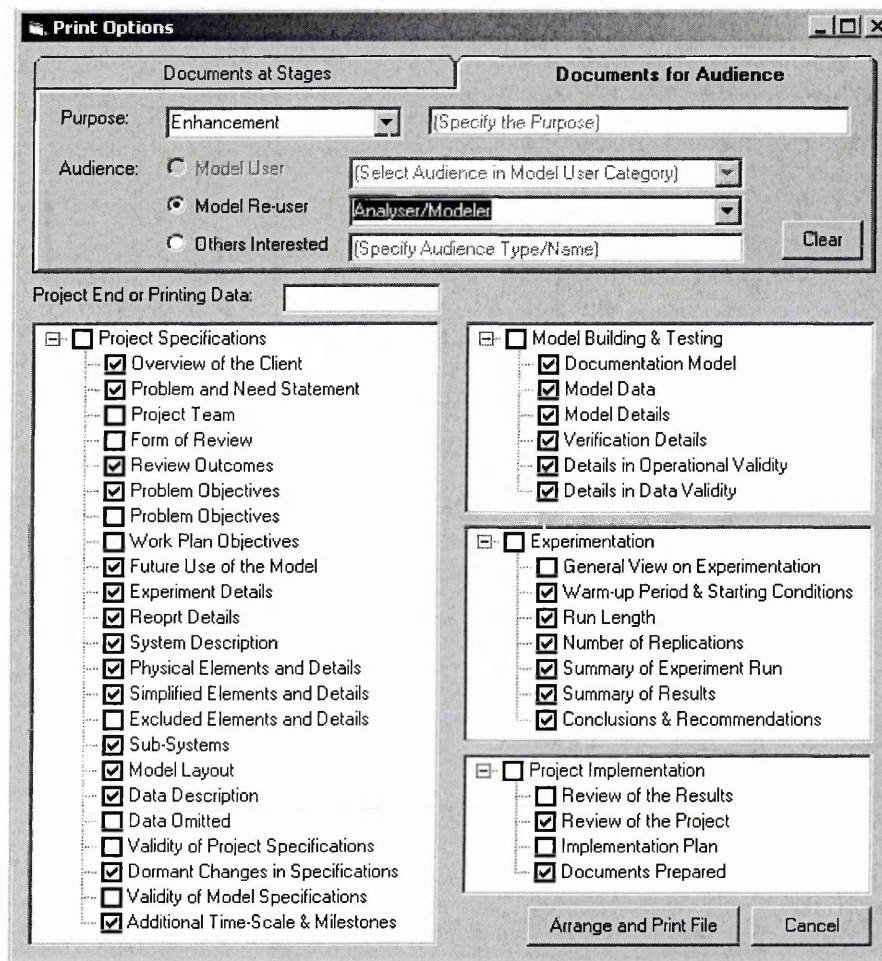 Print Options
Documents at Stages
Documents for Audience
Purpose: Enhancement (Specify the Purpose)
Audience: Model User (Select Audience in Model User Category)
Model Re-user Analyser/Modeler
Others Interested (Specify Audience Type/Name) Clear
Project End or Printing Data:
Project Specifications
Overview of the Client
Problem and Need Statement
Project Team
Form of Review
Review Outcomes
Problem Objectives
Problem Objectives
Work Plan Objectives
Future Use of the Model
Experiment Details
Reoprt Details
System Description
Physical Elements and Details
Simplified Elements and Details
Excluded Elements and Details
Sub-Systems
Model Layout
Data Description
Data Omitted
Validity of Project Specifications
Dormant Changes in Specifications
Validity of Model Specifications
Additional Time-Scale & Milestones
Model Building & Testing
Documentation Model
Model Data
Model Details
Verification Details
Details in Operational Validity
Details in Data Validity
Experimentation
General View on Experimentation
Warm-up Period & Starting Conditions
Run Length
Number of Replications
Summary of Experiment Run
Summary of Results
Conclusions & Recommendations
Project Implementation
Review of the Results
Review of the Project
Implementation Plan
Documents Prepared
Arrange and Print File
Cancel